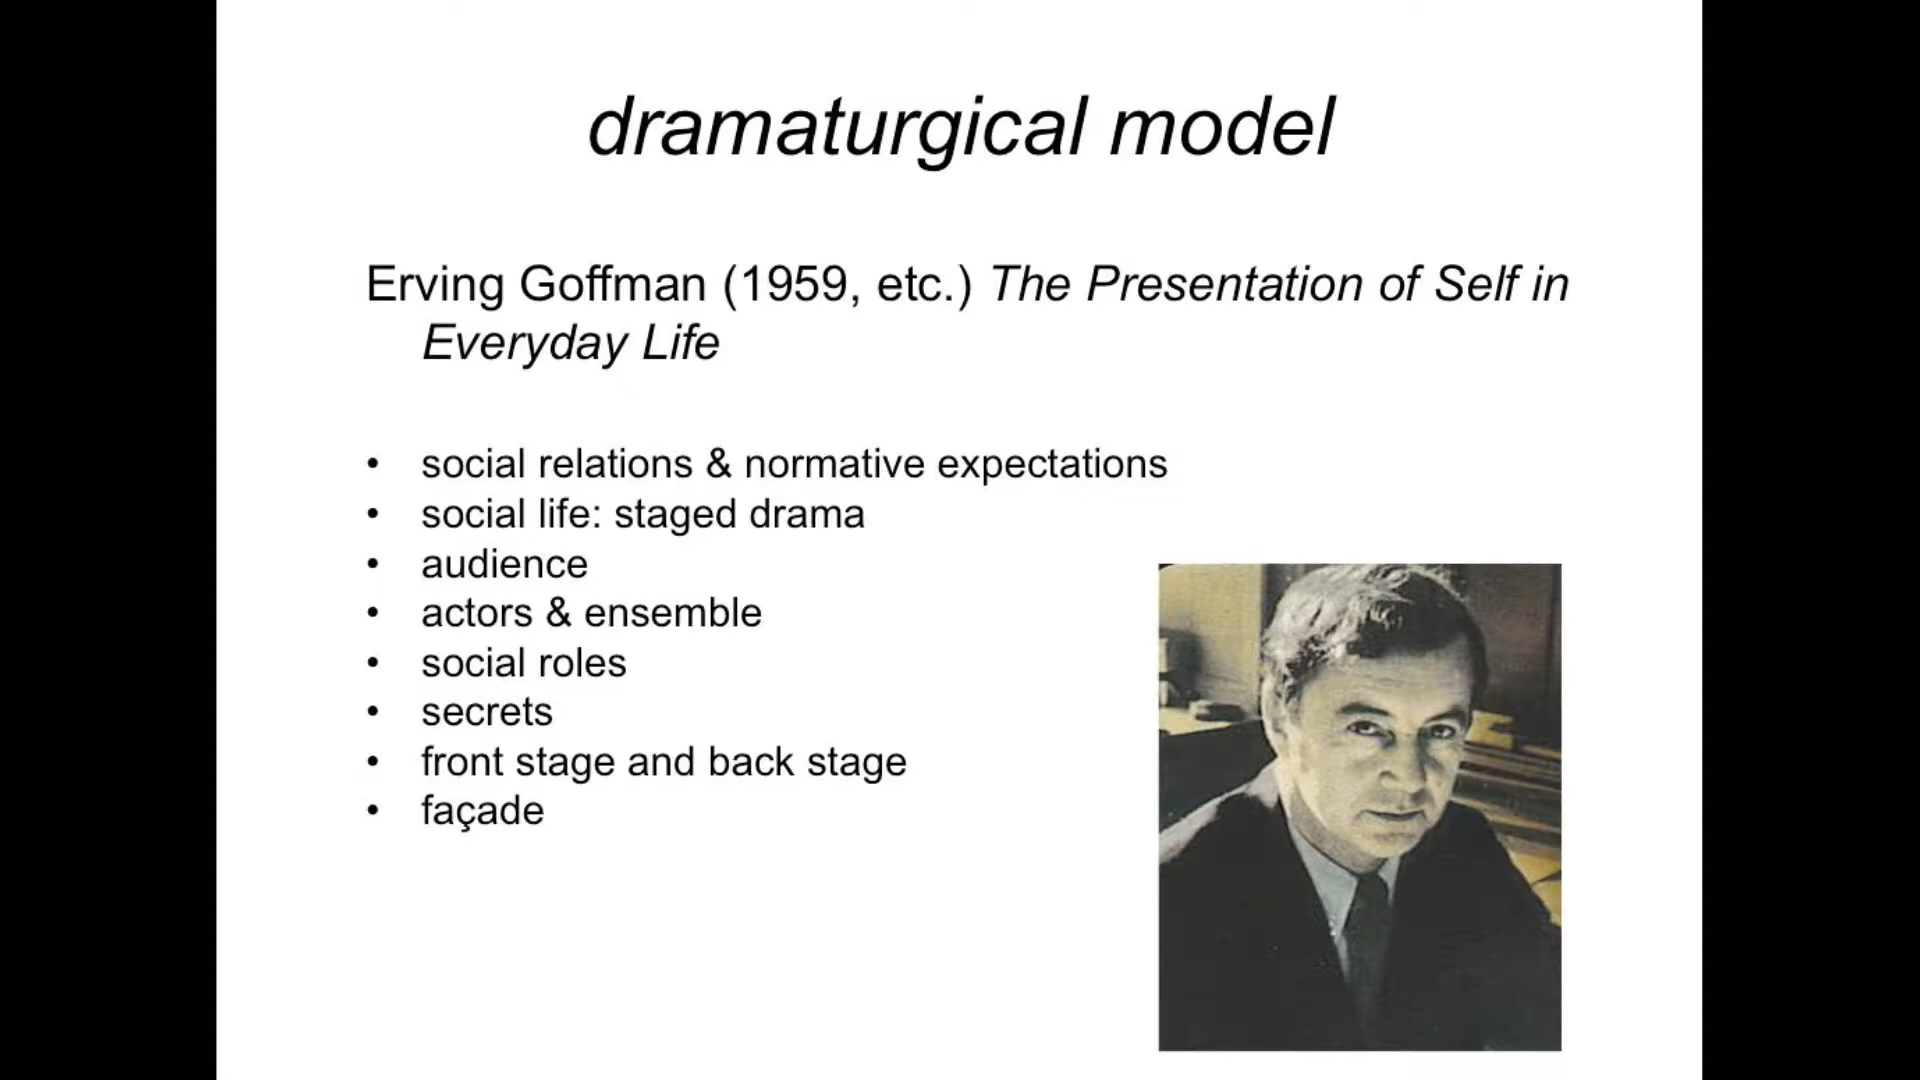 dramaturgical model
Erving Goffman (1959, etc.) The Presentation of Self in
Everyday Life
• social relations & normative expectations
• social life: staged drama
• audience
• actors & ensemble
• social roles
• secrets
• front stage and back stage
• façade